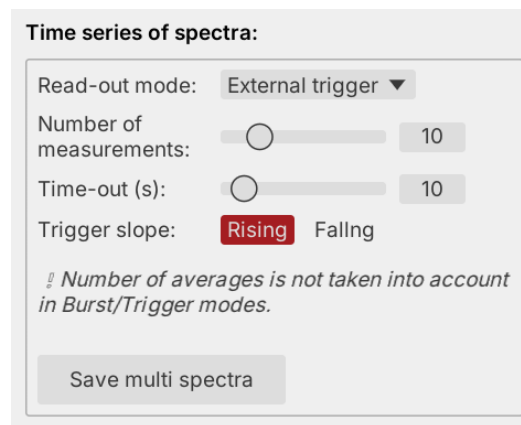 Time series of spectra:
Read-out mode: External trigger ▼
Number of
measurements: 10
Time-out (s): 10
Trigger slope: Rising Fallng
! Number of averages is not taken into account
in Burst/Trigger modes.
Save multi spectra